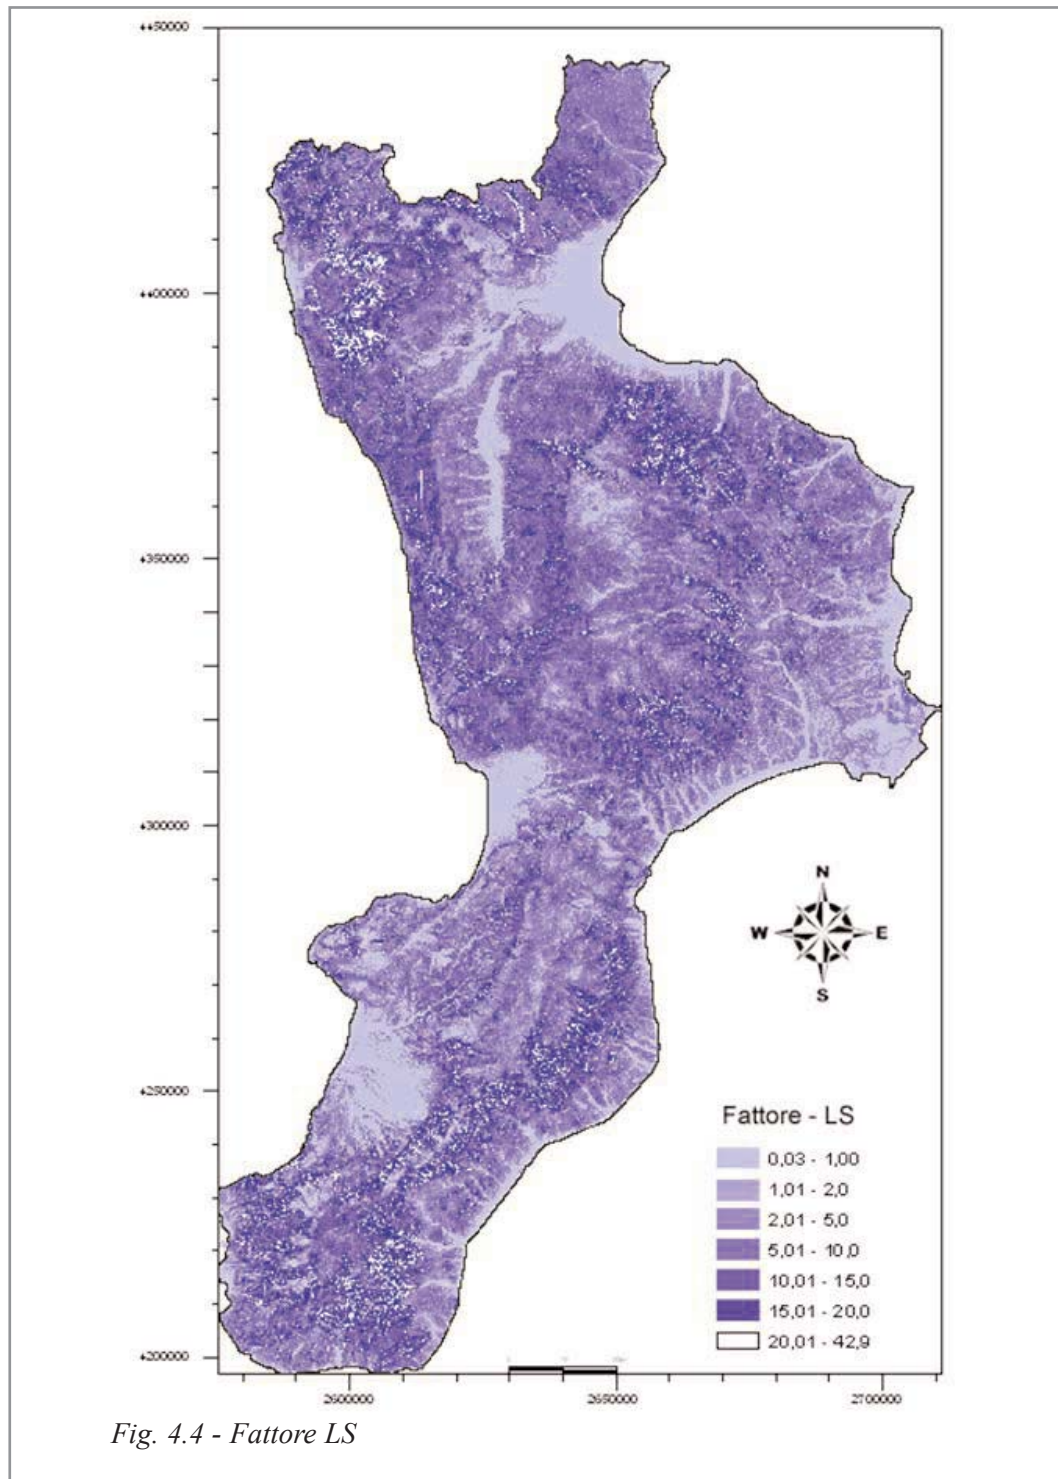 4450000
4400000
4350000
4300000
4250000
4200000
N
W E
S
Fattore - LS
0,03 - 1,00
1,01 - 2,0
2,01 - 5,0
5,01 - 10,0
10,01 - 15,0
15,01 - 20,0
20,01 - 42,9
2600000 2650000 2700000
Fig. 4.4 - Fattore LS